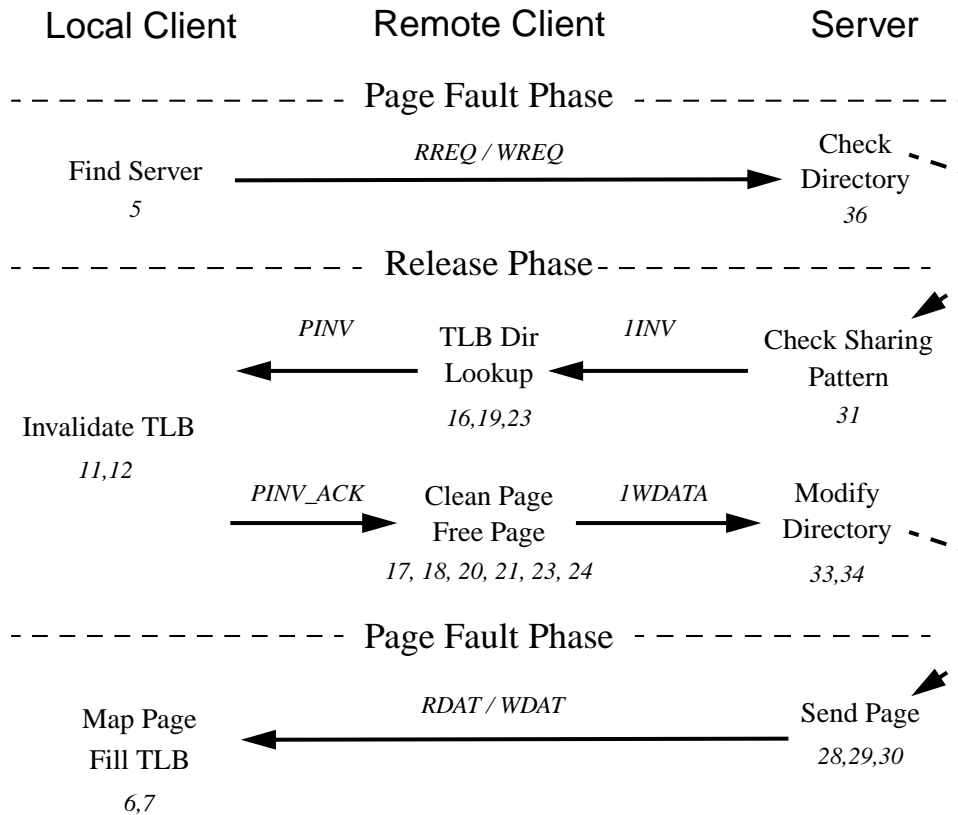 Local Client
Remote Client
Server
Page Fault Phase
RREQ / WREQ
Find Server
5
Check
Directory
36
Release Phase
PINV
TLB Dir
Lookup
16,19,23
1INV
Check Sharing
Pattern
31
Invalidate TLB
11,12
PINV_ACK
Clean Page
Free Page
17, 18, 20, 21, 23, 24
1WDATA
Modify
Directory
33,34
Page Fault Phase
RDAT / WDAT
Map Page
Fill TLB
6,7
Send Page
28,29,30